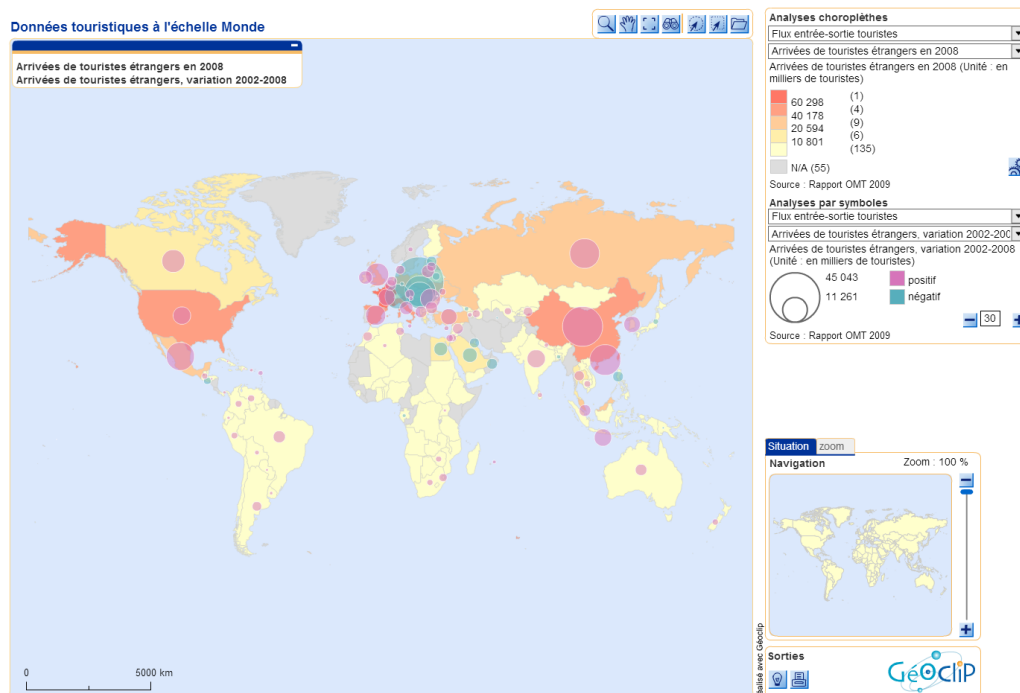 Données touristiques à l'échelle Monde
Arrivées de touristes étrangers en 2008
Arrivées de touristes étrangers, variation 2002-2008
0
5000 km
Analyses choroplèthes
Flux entrée-sortie touristes
Arrivées de touristes étrangers en 2008
Arrivées de touristes étrangers en 2008 (Unité : en
milliers de touristes)
60 298
40 178
20 594
10 801
(1)
(4)
(9)
(6)
(135)
N/A (55)
Source : Rapport OMT 2009
Analyses par symboles
Flux entrée-sortie touristes
Arrivées de touristes étrangers, variation 2002-200
Arrivées de touristes étrangers, variation 2002-2008
(Unité : en milliers de touristes)
45 043
11 261
positif
négatif
30
Source : Rapport OMT 2009
Situation
zoom
Navigation
Zoom : 100 %
alisé avec Géoclip
Sorties
GéOcliP